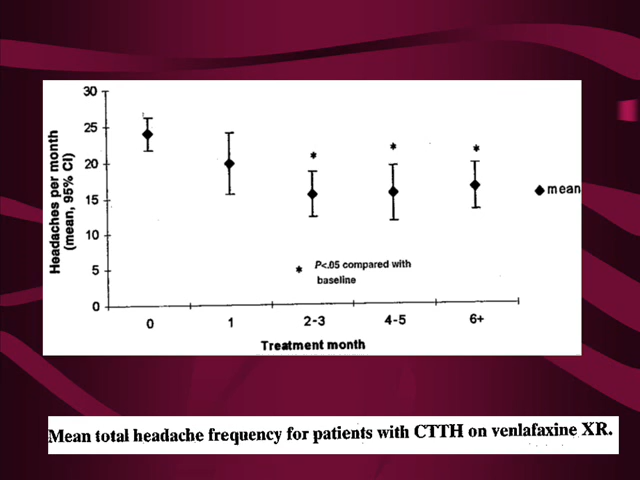 Headaches per month
(mean, 95% CI)
30
25
20
15
10
5
0
*
*
*
mean
* P<.05 compared with
baseline
0 1 2-3 4-5 6+
Treatment month
Mean total headache frequency for patients with CTTH on venlafaxine XR.